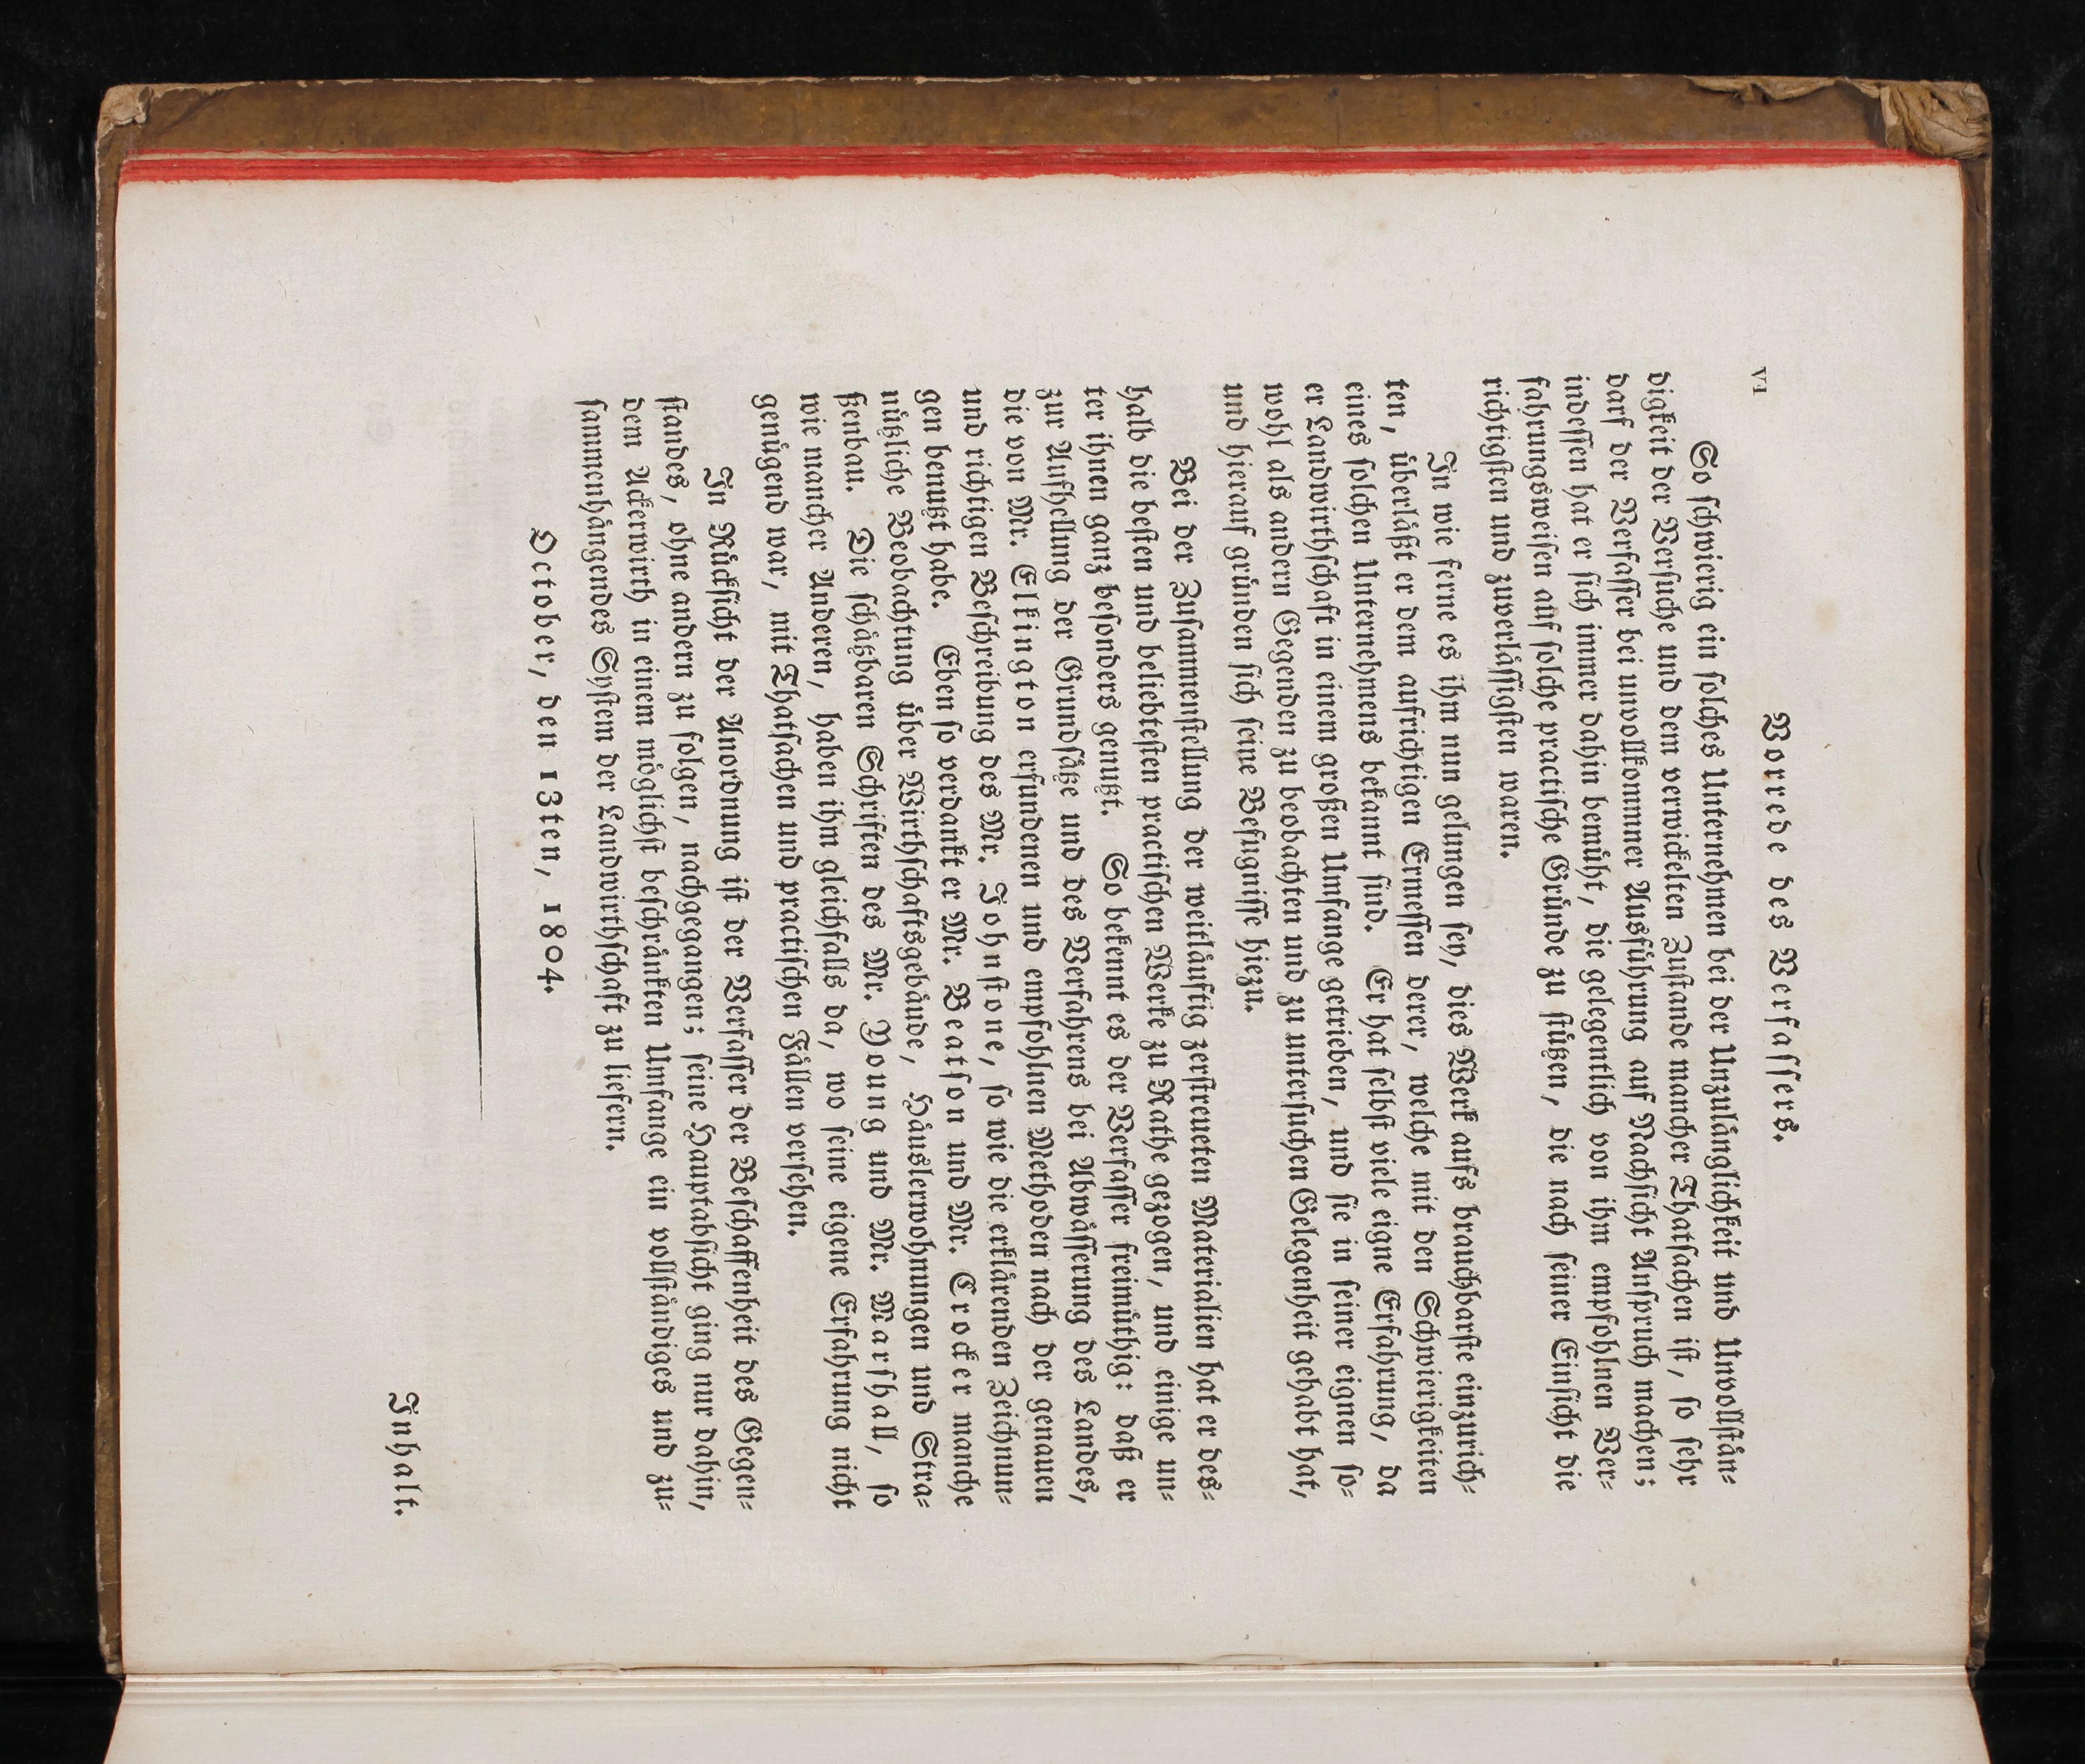 VI
Vorrede des Verfassers.
So ſchwierig ein ſolches Unternehmen bei der Unzulänglichkeit und Unvollſtän-
digkeit der Verſuche und dem verwickelten Zuſtande mancher Thatſachen iſt, ſo ſehr
darf der Verfaſſer bei unvollkommner Ausführung auf Nachſicht Anſpruch machen;
indeſſen hat er ſich immer dahin bemüht, die gelegentlich von ihm empfohlnen Ver-
fahrungsweiſen auf ſolche practiſche Gründe zu ſtützen, die nach ſeiner Einſicht die
richtigſten und zuverläſſigſten waren.
In wie ferne es ihm nun gelungen ſey, dies Werk aufs brauchbarſte einzurich-
ten, überläßt er dem aufrichtigen Ermeſſen derer, welche mit den Schwierigkeiten
eines ſolchen Unternehmens bekannt ſind. Er hat ſelbſt viele eigne Erfahrung, da
er Landwirthſchaft in einem großen Umfange getrieben, und ſie in ſeiner eignen ſo-
wohl als andern Gegenden zu beobachten und zu unterſuchen Gelegenheit gehabt hat,
und hierauf gründen ſich ſeine Befugniſſe hiezu.
Bei der Zuſammenſtellung der weitläuftig zerſtreueten Materialien hat er des-
halb die beſten und beliebteſten practiſchen Werke zu Rathe gezogen, und einige un-
ter ihnen ganz beſonders genutzt. So bekennt es der Verfaſſer freimüthig: daß er
zur Aufhellung der Grundſätze und des Verfahrens bei Abwäſſerung des Landes,
die von Mr. Elkington erfundenen und empfohlnen Methoden nach der genauen
und richtigen Beſchreibung des Mr. Johnſtone, ſo wie die erklärenden Zeichnun-
gen benutzt habe. Eben ſo verdankt er Mr. Beatſon und Mr. Crocker manche
nützliche Beobachtung über Wirthſchaftsgebäude, Häuslerwohnungen und Stra-
ßenbau. Die ſchätzbaren Schriften des Mr. Young und Mr. Marſhall, ſo
wie mancher Anderen, haben ihm gleichfalls da, wo ſeine eigene Erfahrung nicht
genügend war, mit Thatſachen und practiſchen Fällen verſehen.
In Rückſicht der Anordnung iſt der Verfaſſer der Beſchaffenheit des Gegen-
ſtandes, ohne andern zu folgen, nachgegangen; ſeine Hauptabſicht ging nur dahin,
dem Ackerwirth in einem möglichſt beſchränkten Umfange ein vollſtändiges und zu-
ſammenhängendes Syſtem der Landwirthſchaft zu liefern.
October, den 13ten, 1804.
Inhalt.